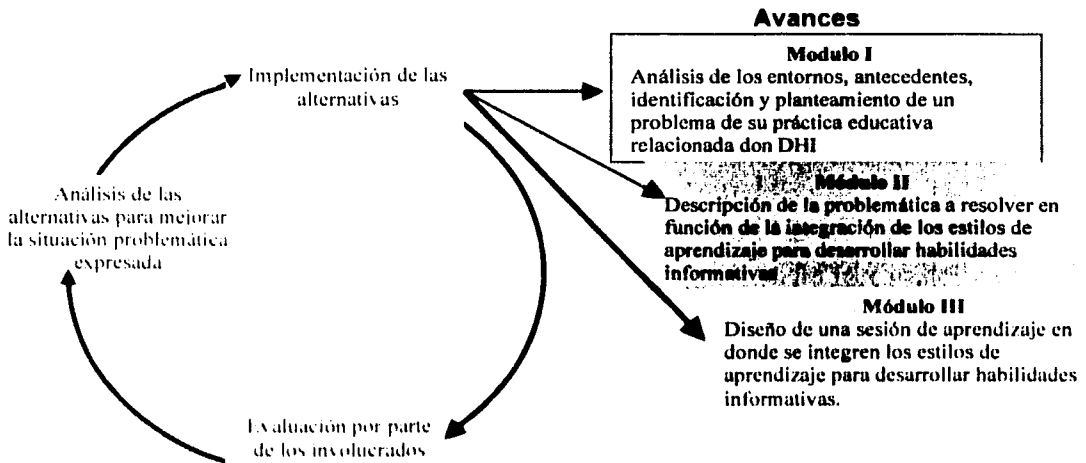 Avances
Modulo I
Análisis de los entornos, antecedentes,
identificación y planteamiento de un
problema de su práctica educativa
relacionada don DHI
Módulo II
Descripción de la problemática a resolver en
función de la integración de los estilos de
aprendizaje para desarrollar habilidades
informativas
Módulo III
Diseño de una sesión de aprendizaje en
donde se integren los estilos de
aprendizaje para desarrollar habilidades
informativas.
Implementación de las
alternativas
Análisis de las
alternativas para mejorar
la situación problemática
expresada
Evaluación por parte
de los involucrados